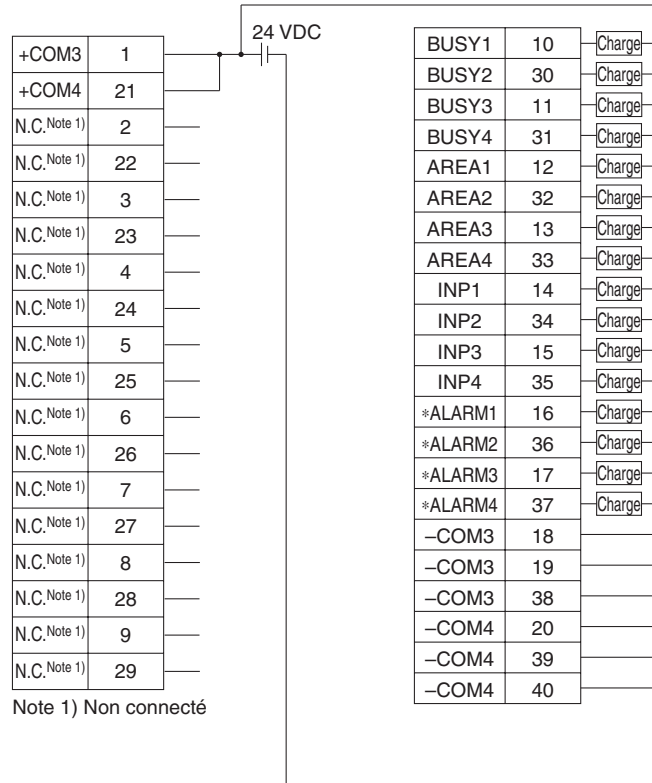 24 VDC
+COM3 1
+COM4 21
N.C.Note 1) 2
N.C.Note 1) 22
N.C.Note 1) 3
N.C.Note 1) 23
N.C.Note 1) 4
N.C.Note 1) 24
N.C.Note 1) 5
N.C.Note 1) 25
N.C.Note 1) 6
N.C.Note 1) 26
N.C.Note 1) 7
N.C.Note 1) 27
N.C.Note 1) 8
N.C.Note 1) 28
N.C.Note 1) 9
N.C.Note 1) 29
Note 1) Non connecté
BUSY1 10 Charge
BUSY2 30 Charge
BUSY3 11 Charge
BUSY4 31 Charge
AREA1 12 Charge
AREA2 32 Charge
AREA3 13 Charge
AREA4 33 Charge
INP1 14 Charge
INP2 34 Charge
INP3 15 Charge
INP4 35 Charge
*ALARM1 16 Charge
*ALARM2 36 Charge
*ALARM3 17 Charge
*ALARM4 37 Charge
–COM3 18
–COM3 19
–COM3 38
–COM4 20
–COM4 39
–COM4 40